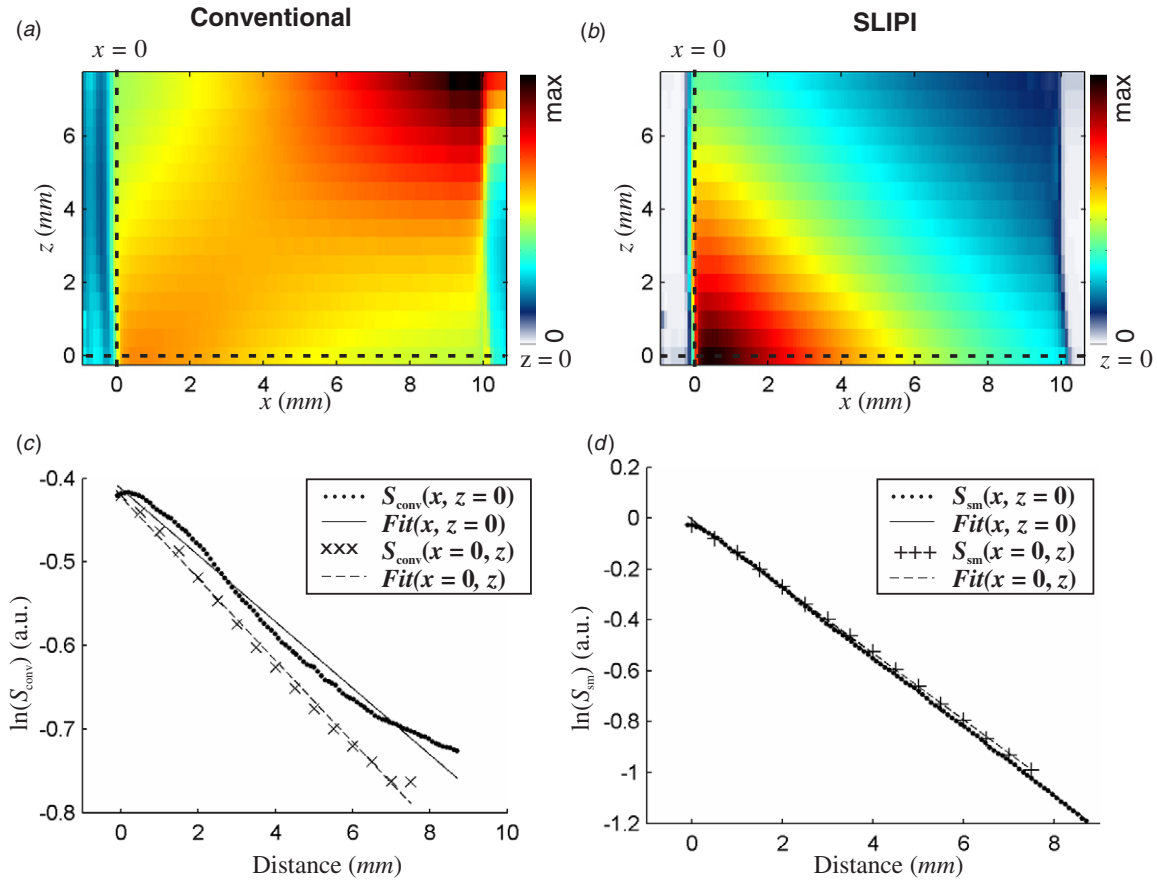 Conventional
SLIPI
(a)
x = 0
max
0
z = 0
6
4
2
0
z (mm)
0 2 4 6 8 10
x (mm)
(b)
x = 0
max
0
z = 0
6
4
2
0
z (mm)
0 2 4 6 8 10
x (mm)
(c)
-0.4
-0.5
-0.6
-0.7
-0.8
ln(S_conv) (a.u.)
0 2 4 6 8 10
Distance (mm)
S_conv(x, z = 0)
Fit(x, z = 0)
××× S_conv(x = 0, z)
Fit(x = 0, z)
(d)
0.2
0
-0.2
-0.4
-0.6
-0.8
-1
-1.2
ln(S_sm) (a.u.)
0 2 4 6 8
Distance (mm)
S_sm(x, z = 0)
Fit(x, z = 0)
+++ S_sm(x = 0, z)
Fit(x = 0, z)